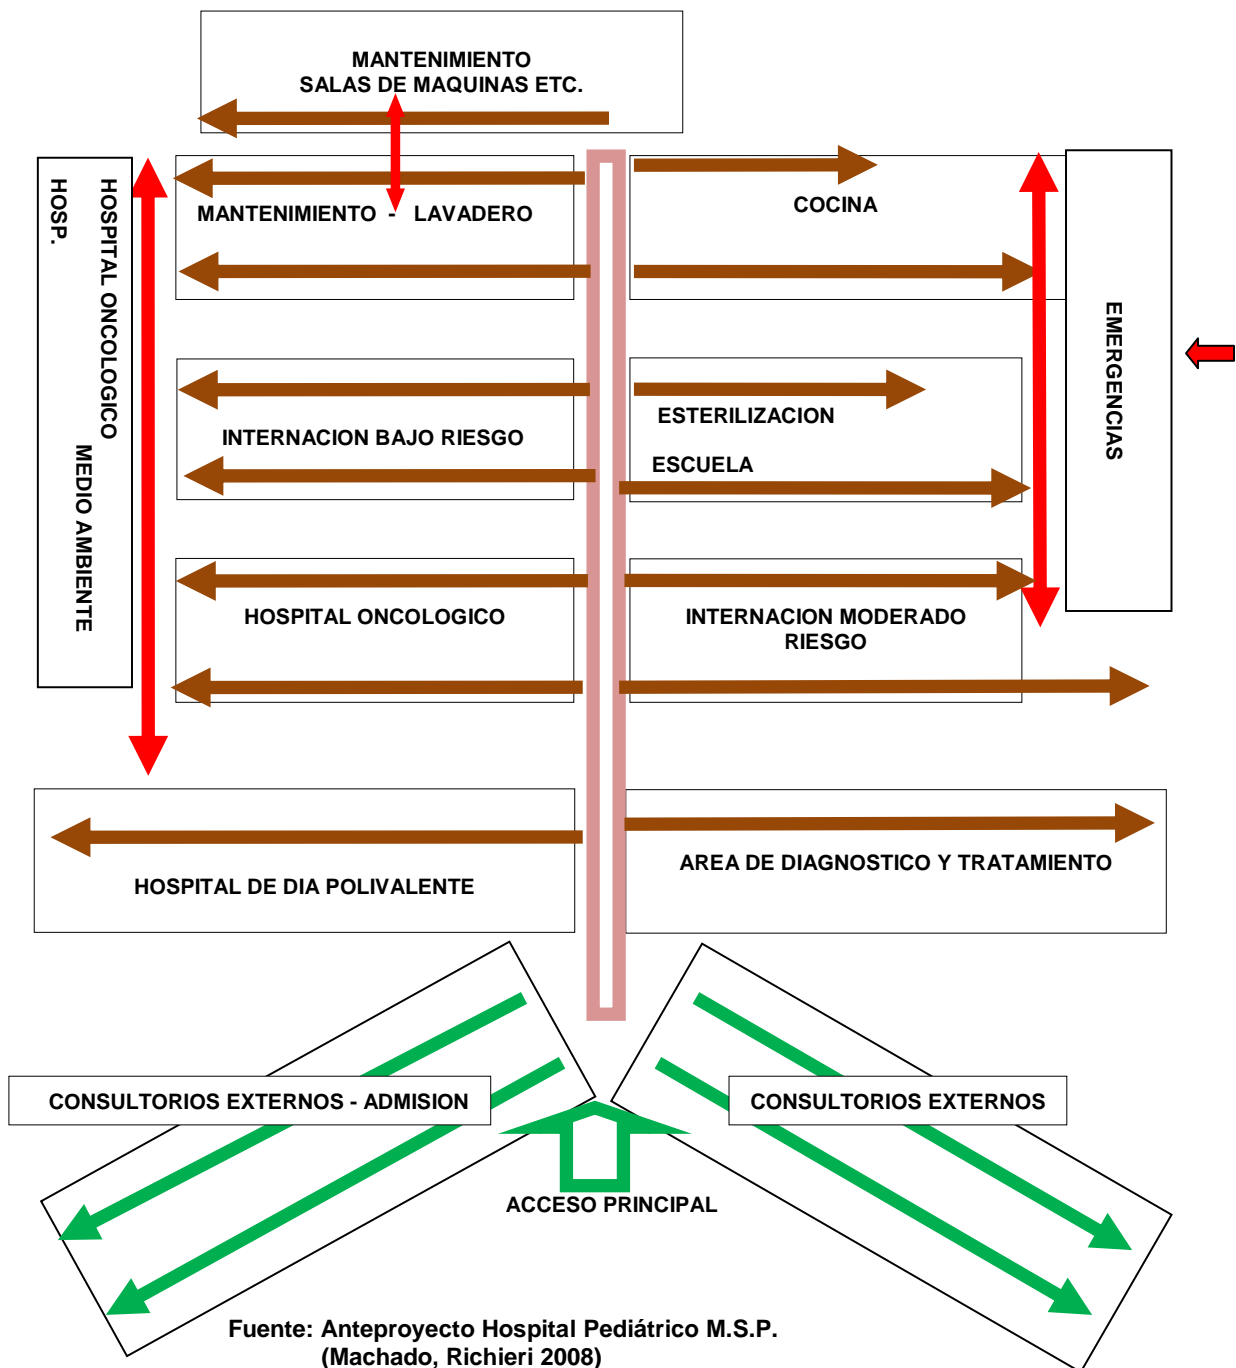 MANTENIMIENTO
SALAS DE MAQUINAS ETC.
HOSPITAL ONCOLOGICO
HOSP.
MEDIO AMBIENTE
MANTENIMIENTO - LAVADERO
COCINA
EMERGENCIAS
INTERNACION BAJO RIESGO
ESTERILIZACION
ESCUELA
HOSPITAL ONCOLOGICO
INTERNACION MODERADO
RIESGO
HOSPITAL DE DIA POLIVALENTE
AREA DE DIAGNOSTICO Y TRATAMIENTO
CONSULTORIOS EXTERNOS - ADMISION
CONSULTORIOS EXTERNOS
ACCESO PRINCIPAL
Fuente: Anteproyecto Hospital Pediátrico M.S.P.
(Machado, Richieri 2008)